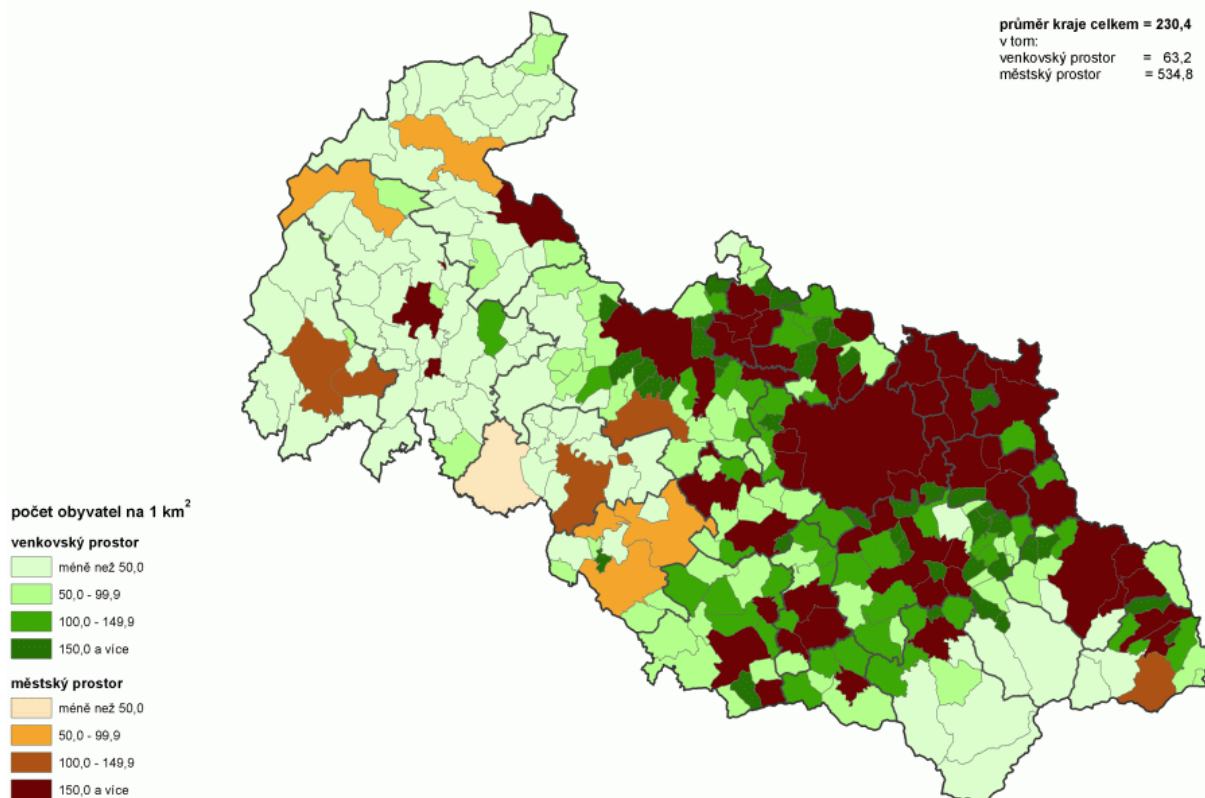 průměr kraje celkem = 230,4
v tom:
venkovský prostor = 63,2
městský prostor = 534,8
počet obyvatel na 1 km²
venkovský prostor
méně než 50,0
50,0 - 99,9
100,0 - 149,9
150,0 a více
městský prostor
méně než 50,0
50,0 - 99,9
100,0 - 149,9
150,0 a více